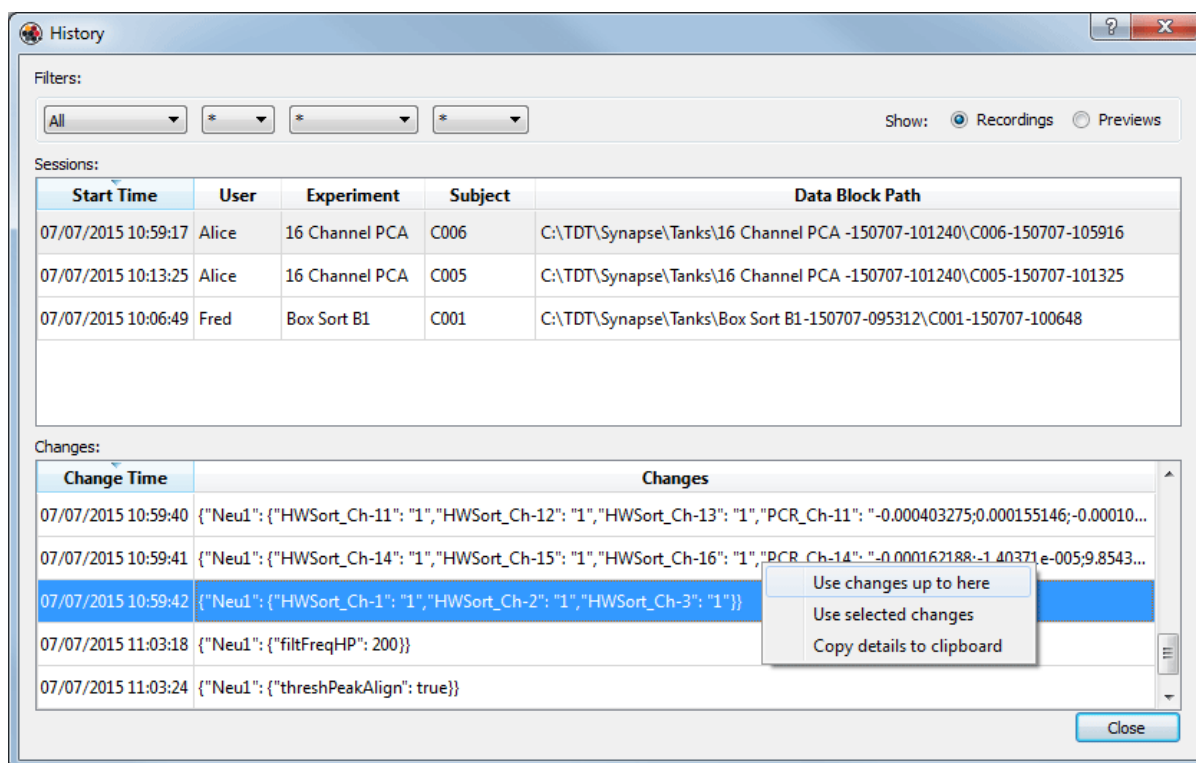 History
Filters:
All * * * Show: Recordings Previews
Sessions:
Start Time User Experiment Subject Data Block Path
07/07/2015 10:59:17 Alice 16 Channel PCA C006 C:\TDT\Synapse\Tanks\16 Channel PCA -150707-101240\C006-150707-105916
07/07/2015 10:13:25 Alice 16 Channel PCA C005 C:\TDT\Synapse\Tanks\16 Channel PCA -150707-101240\C005-150707-101325
07/07/2015 10:06:49 Fred Box Sort B1 C001 C:\TDT\Synapse\Tanks\Box Sort B1-150707-095312\C001-150707-100648
Changes:
Change Time Changes
07/07/2015 10:59:40 {"Neu1": {"HWSort_Ch-11": "1","HWSort_Ch-12": "1","HWSort_Ch-13": "1","PCR_Ch-11": "-0.000403275;0.000155146;-0.00010...
07/07/2015 10:59:41 {"Neu1": {"HWSort_Ch-14": "1","HWSort_Ch-15": "1","HWSort_Ch-16": "1","PCR_Ch-14": "-0.000162188;-1.40371e-005;9.8543...
07/07/2015 10:59:42 {"Neu1": {"HWSort_Ch-1": "1","HWSort_Ch-2": "1","HWSort_Ch-3": "1"}}
Use changes up to here
Use selected changes
Copy details to clipboard
07/07/2015 11:03:18 {"Neu1": {"filtFreqHP": 200}}
07/07/2015 11:03:24 {"Neu1": {"threshPeakAlign": true}}
Close